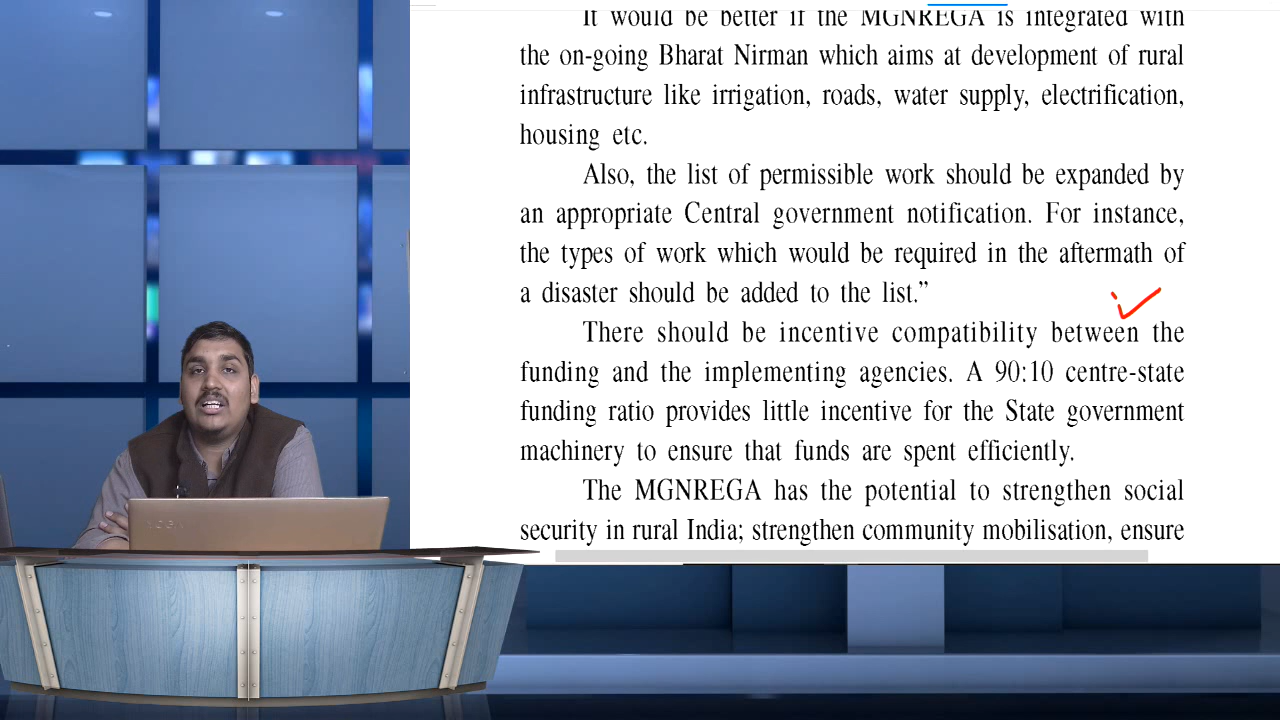 It would be better if the MGNREGA is integrated with
the on-going Bharat Nirman which aims at development of rural
infrastructure like irrigation, roads, water supply, electrification,
housing etc.
Also, the list of permissible work should be expanded by
an appropriate Central government notification. For instance,
the types of work which would be required in the aftermath of
a disaster should be added to the list.”
There should be incentive compatibility between the
funding and the implementing agencies. A 90:10 centre-state
funding ratio provides little incentive for the State government
machinery to ensure that funds are spent efficiently.
The MGNREGA has the potential to strengthen social
security in rural India; strengthen community mobilisation, ensure